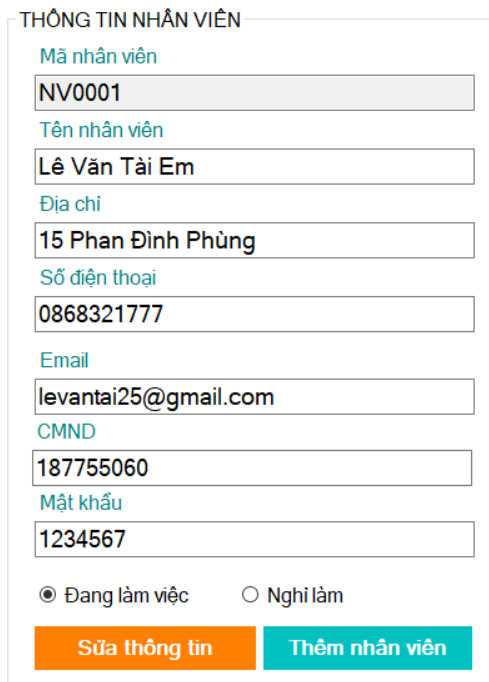 THÔNG TIN NHÂN VIÊN
Mã nhân viên
NV0001
Tên nhân viên
Lê Văn Tài Em
Địa chỉ
15 Phan Đình Phùng
Số điện thoại
0868321777
Email
levantai25@gmail.com
CMND
187755060
Mật khẩu
1234567
Đang làm việc Nghỉ làm
Sửa thông tin Thêm nhân viên